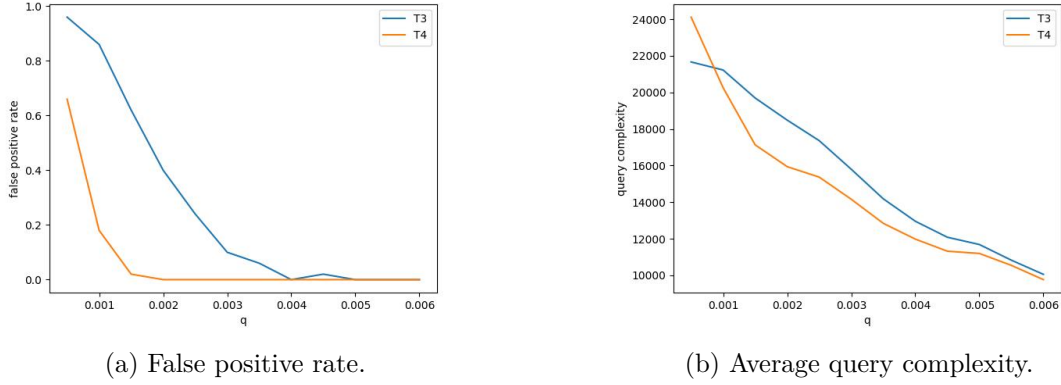 1.0
0.8
0.6
0.4
0.2
0.0
false positive rate
T3
T4
0.001 0.002 0.003 0.004 0.005 0.006
q
(a) False positive rate.
24000
22000
20000
18000
16000
14000
12000
10000
query complexity
T3
T4
0.001 0.002 0.003 0.004 0.005 0.006
q
(b) Average query complexity.